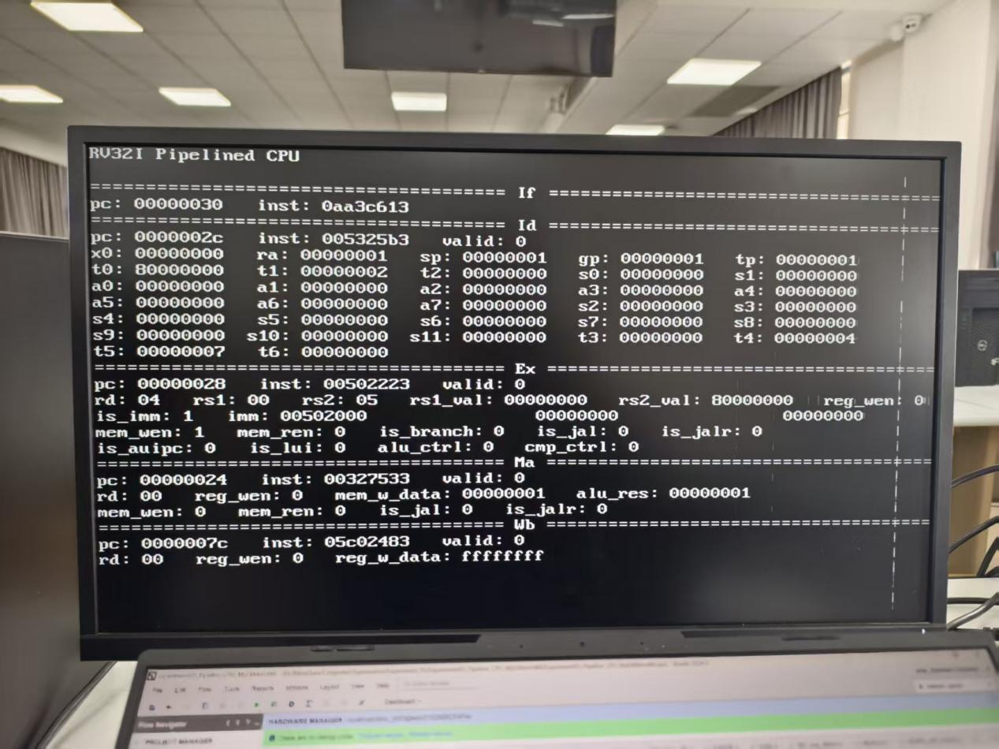 RV32I Pipelined CPU
===================================== If =====================================
pc: 00000030 inst: 0aa3c613
===================================== Id =====================================
pc: 0000002c inst: 005325b3 valid: 0
x0: 00000000 ra: 00000001 sp: 00000001 gp: 00000001 tp: 00000001
t0: 80000000 t1: 00000002 t2: 00000000 s0: 00000000 s1: 00000000
a0: 00000000 a1: 00000000 a2: 00000000 a3: 00000000 a4: 00000000
a5: 00000000 a6: 00000000 a7: 00000000 s2: 00000000 s3: 00000000
s4: 00000000 s5: 00000000 s6: 00000000 s7: 00000000 s8: 00000000
s9: 00000000 s10: 00000000 s11: 00000000 t3: 00000000 t4: 00000004
t5: 00000007 t6: 00000000
===================================== Ex =====================================
pc: 00000028 inst: 00502223 valid: 0
rd: 04 rs1: 00 rs2: 05 rs1_val: 00000000 rs2_val: 80000000 reg_wen: 0
is_imm: 1 imm: 00502000 00000000 00000000
mem_wen: 1 mem_ren: 0 is_branch: 0 is_jal: 0 is_jalr: 0
is_auipc: 0 is_lui: 0 alu_ctrl: 0 cmp_ctrl: 0
===================================== Ma =====================================
pc: 00000024 inst: 00327533 valid: 0
rd: 00 reg_wen: 0 mem_w_data: 00000001 alu_res: 00000001
mem_wen: 0 mem_ren: 0 is_jal: 0 is_jalr: 0
===================================== Wb =====================================
pc: 0000007c inst: 05c02483 valid: 0
rd: 00 reg_wen: 0 reg_w_data: ffffffff
Flow Navigator HARDWARE MANAGER
PROJECT MANAGER